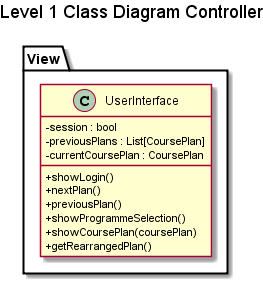 Level 1 Class Diagram Controller
View
C UserInterface
-session : bool
-previousPlans : List[CoursePlan]
-currentCoursePlan : CoursePlan
+showLogin()
+nextPlan()
+previousPlan()
+showProgrammeSelection()
+showCoursePlan(coursePlan)
+getRearrangedPlan()